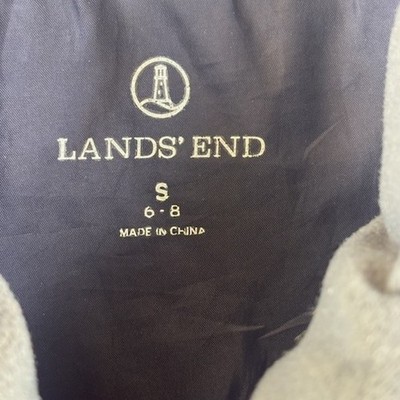 LANDS' END
S
6-8
MADE IN CHINA